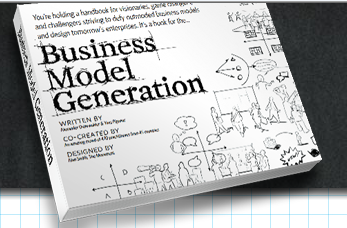 You're holding a handbook for visionaries, game changers,
and challengers striving to defy outmoded business models
and design tomorrow's enterprises. It's a book for the...
Business
Model
Generation
WRITTEN BY
Alexander Osterwalder & Yves Pigneur
CO-CREATED BY
An amazing crowd of 470 practitioners from 45 countries
DESIGNED BY
Alan Smith, The Movement
C D